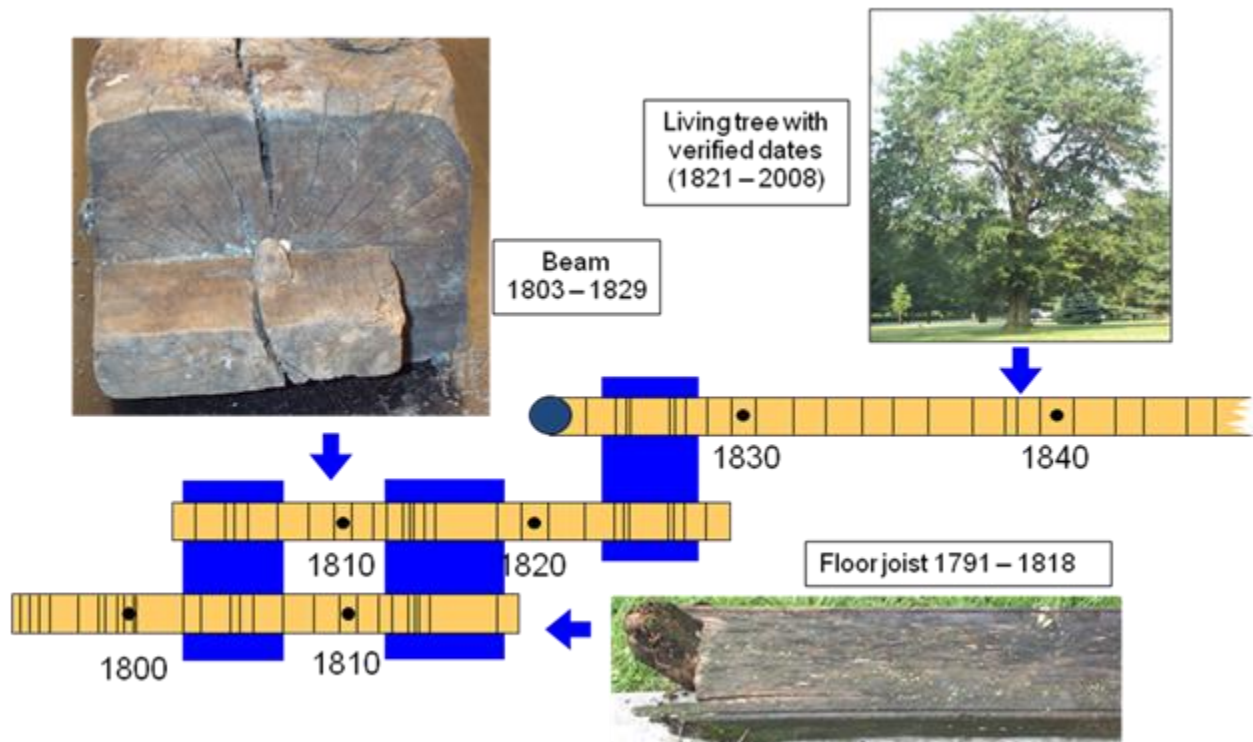 Living tree with
verified dates
(1821 – 2008)
Beam
1803 – 1829
1830
1840
1810
1820
Floor joist 1791 – 1818
1800
1810